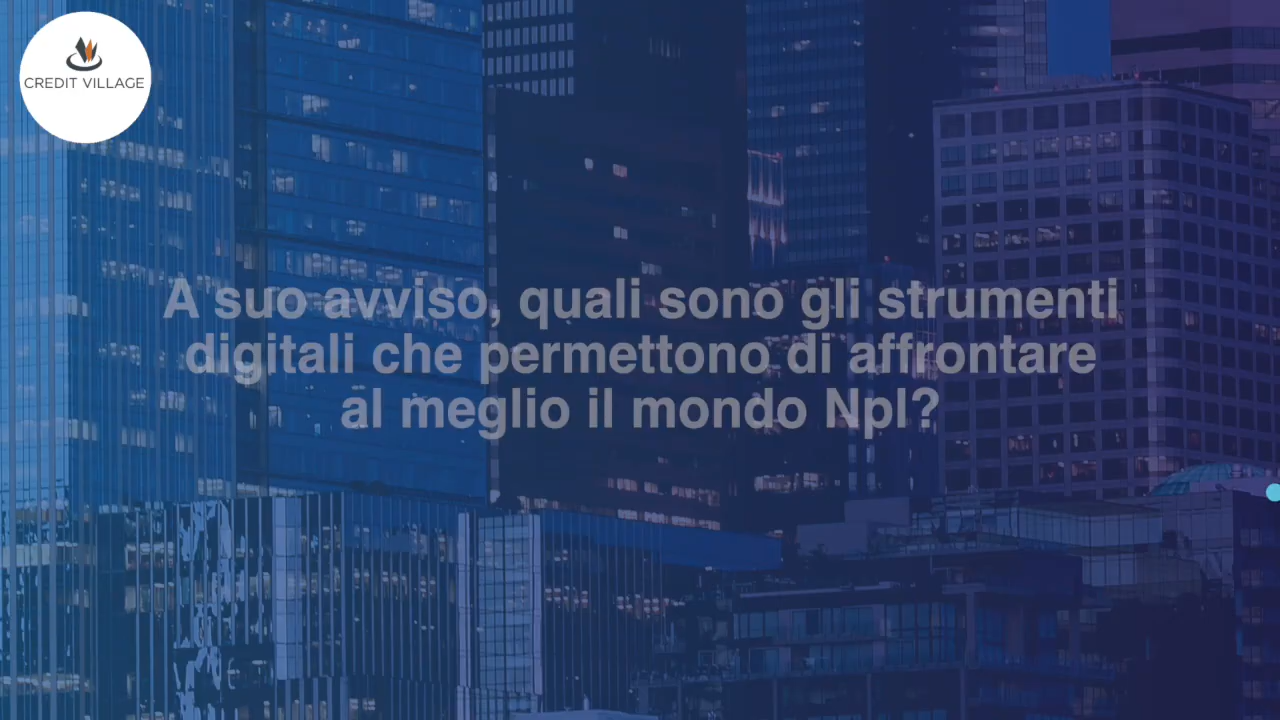 CREDIT VILLAGE
A suo avviso, quali sono gli strumenti
digitali che permettono di affrontare
al meglio il mondo Npl?